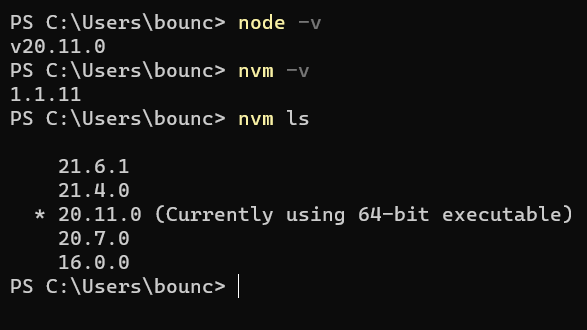 PS C:\Users\bounc> node -v
v20.11.0
PS C:\Users\bounc> nvm -v
1.1.11
PS C:\Users\bounc> nvm ls
21.6.1
21.4.0
* 20.11.0 (Currently using 64-bit executable)
20.7.0
16.0.0
PS C:\Users\bounc>